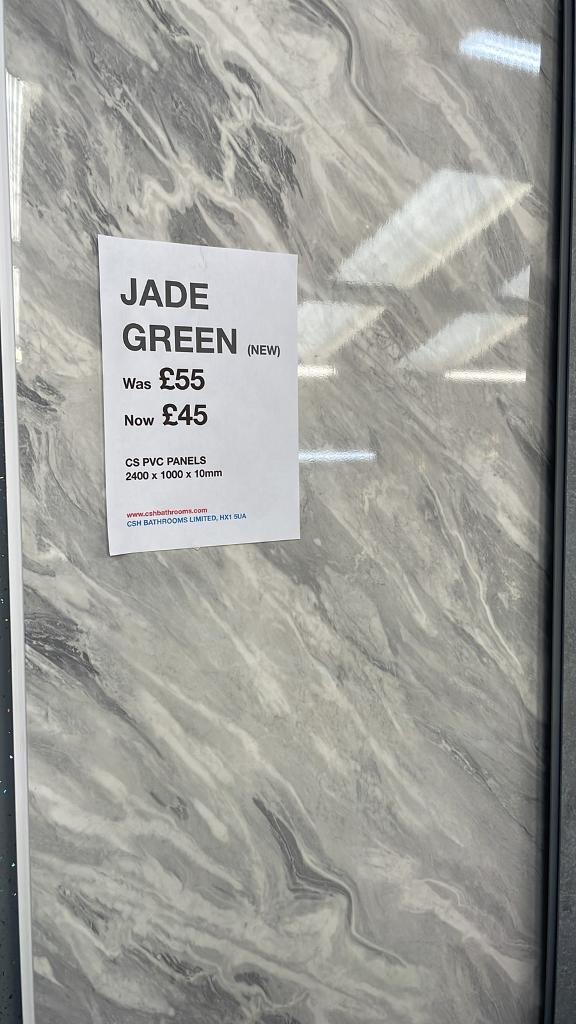 JADE
GREEN (NEW)
Was £55
Now £45
CS PVC PANELS
2400 x 1000 x 10mm
www.cshbathrooms.com
CSH BATHROOMS LIMITED, HX1 5UA